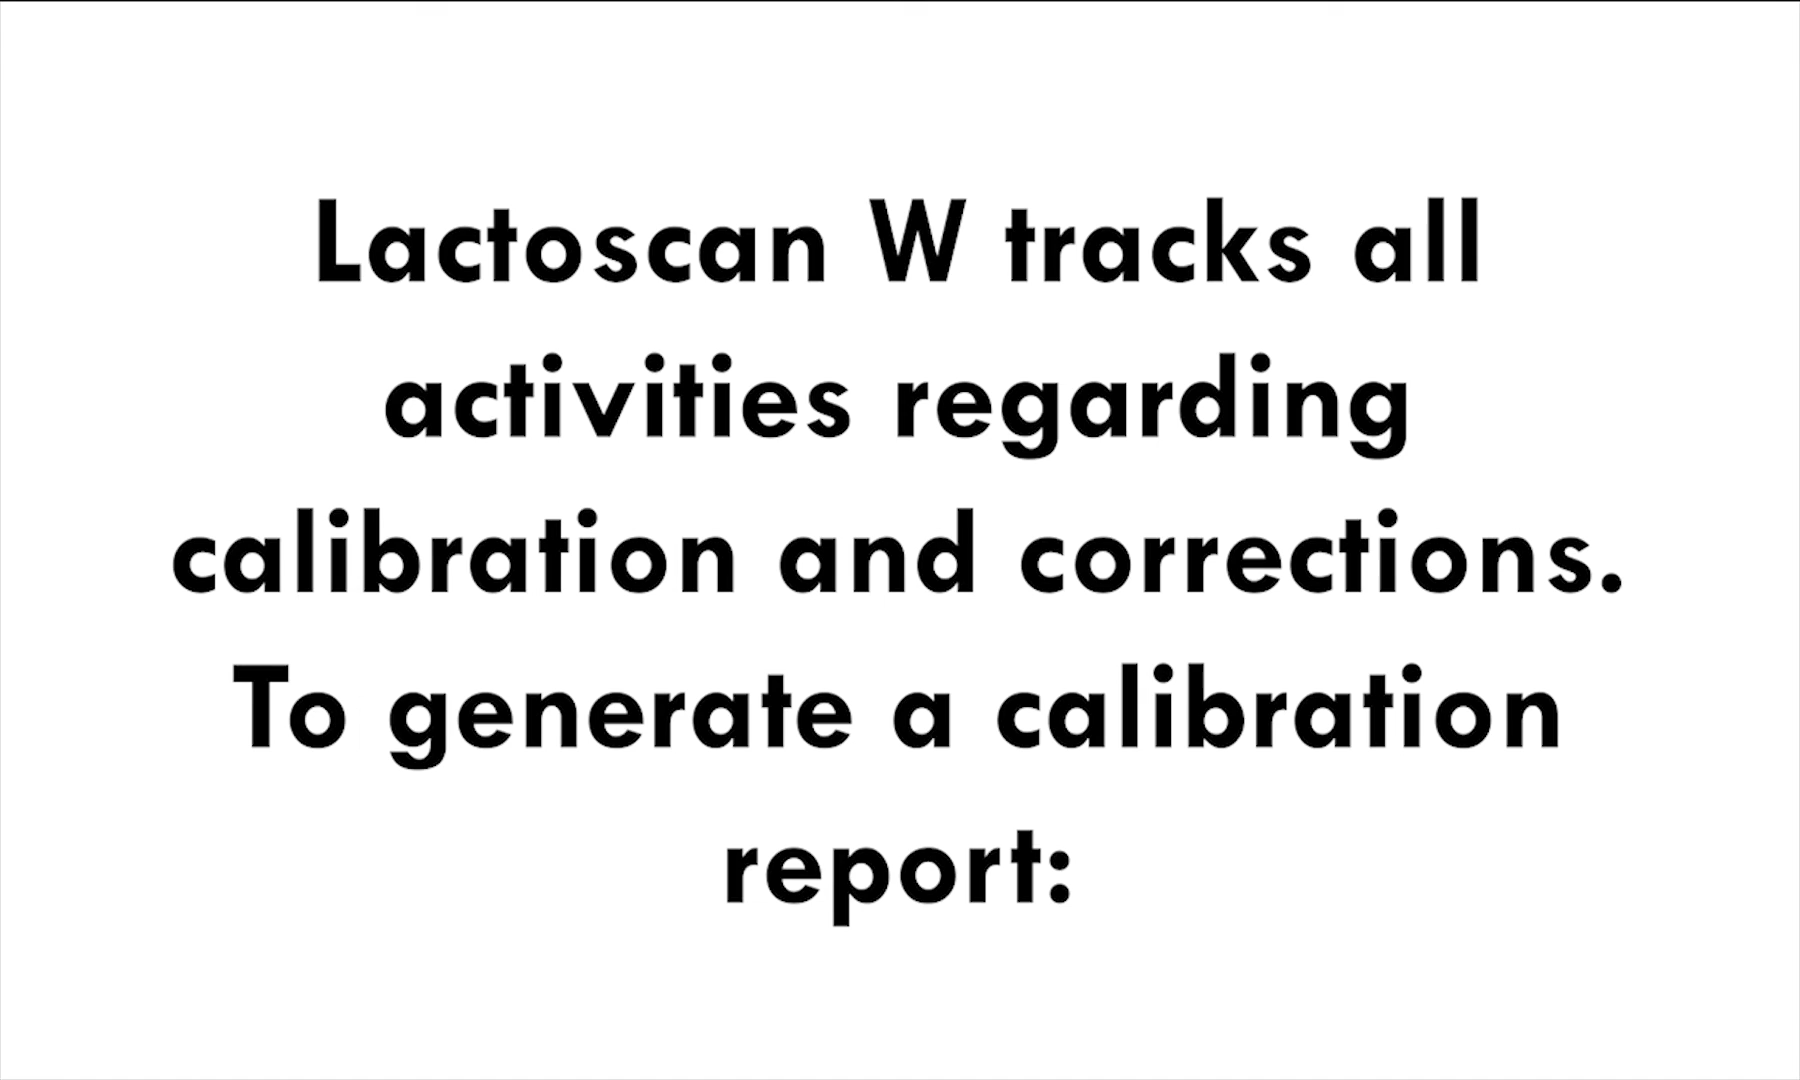 Lactoscan W tracks all
activities regarding
calibration and corrections.
To generate a calibration
report: